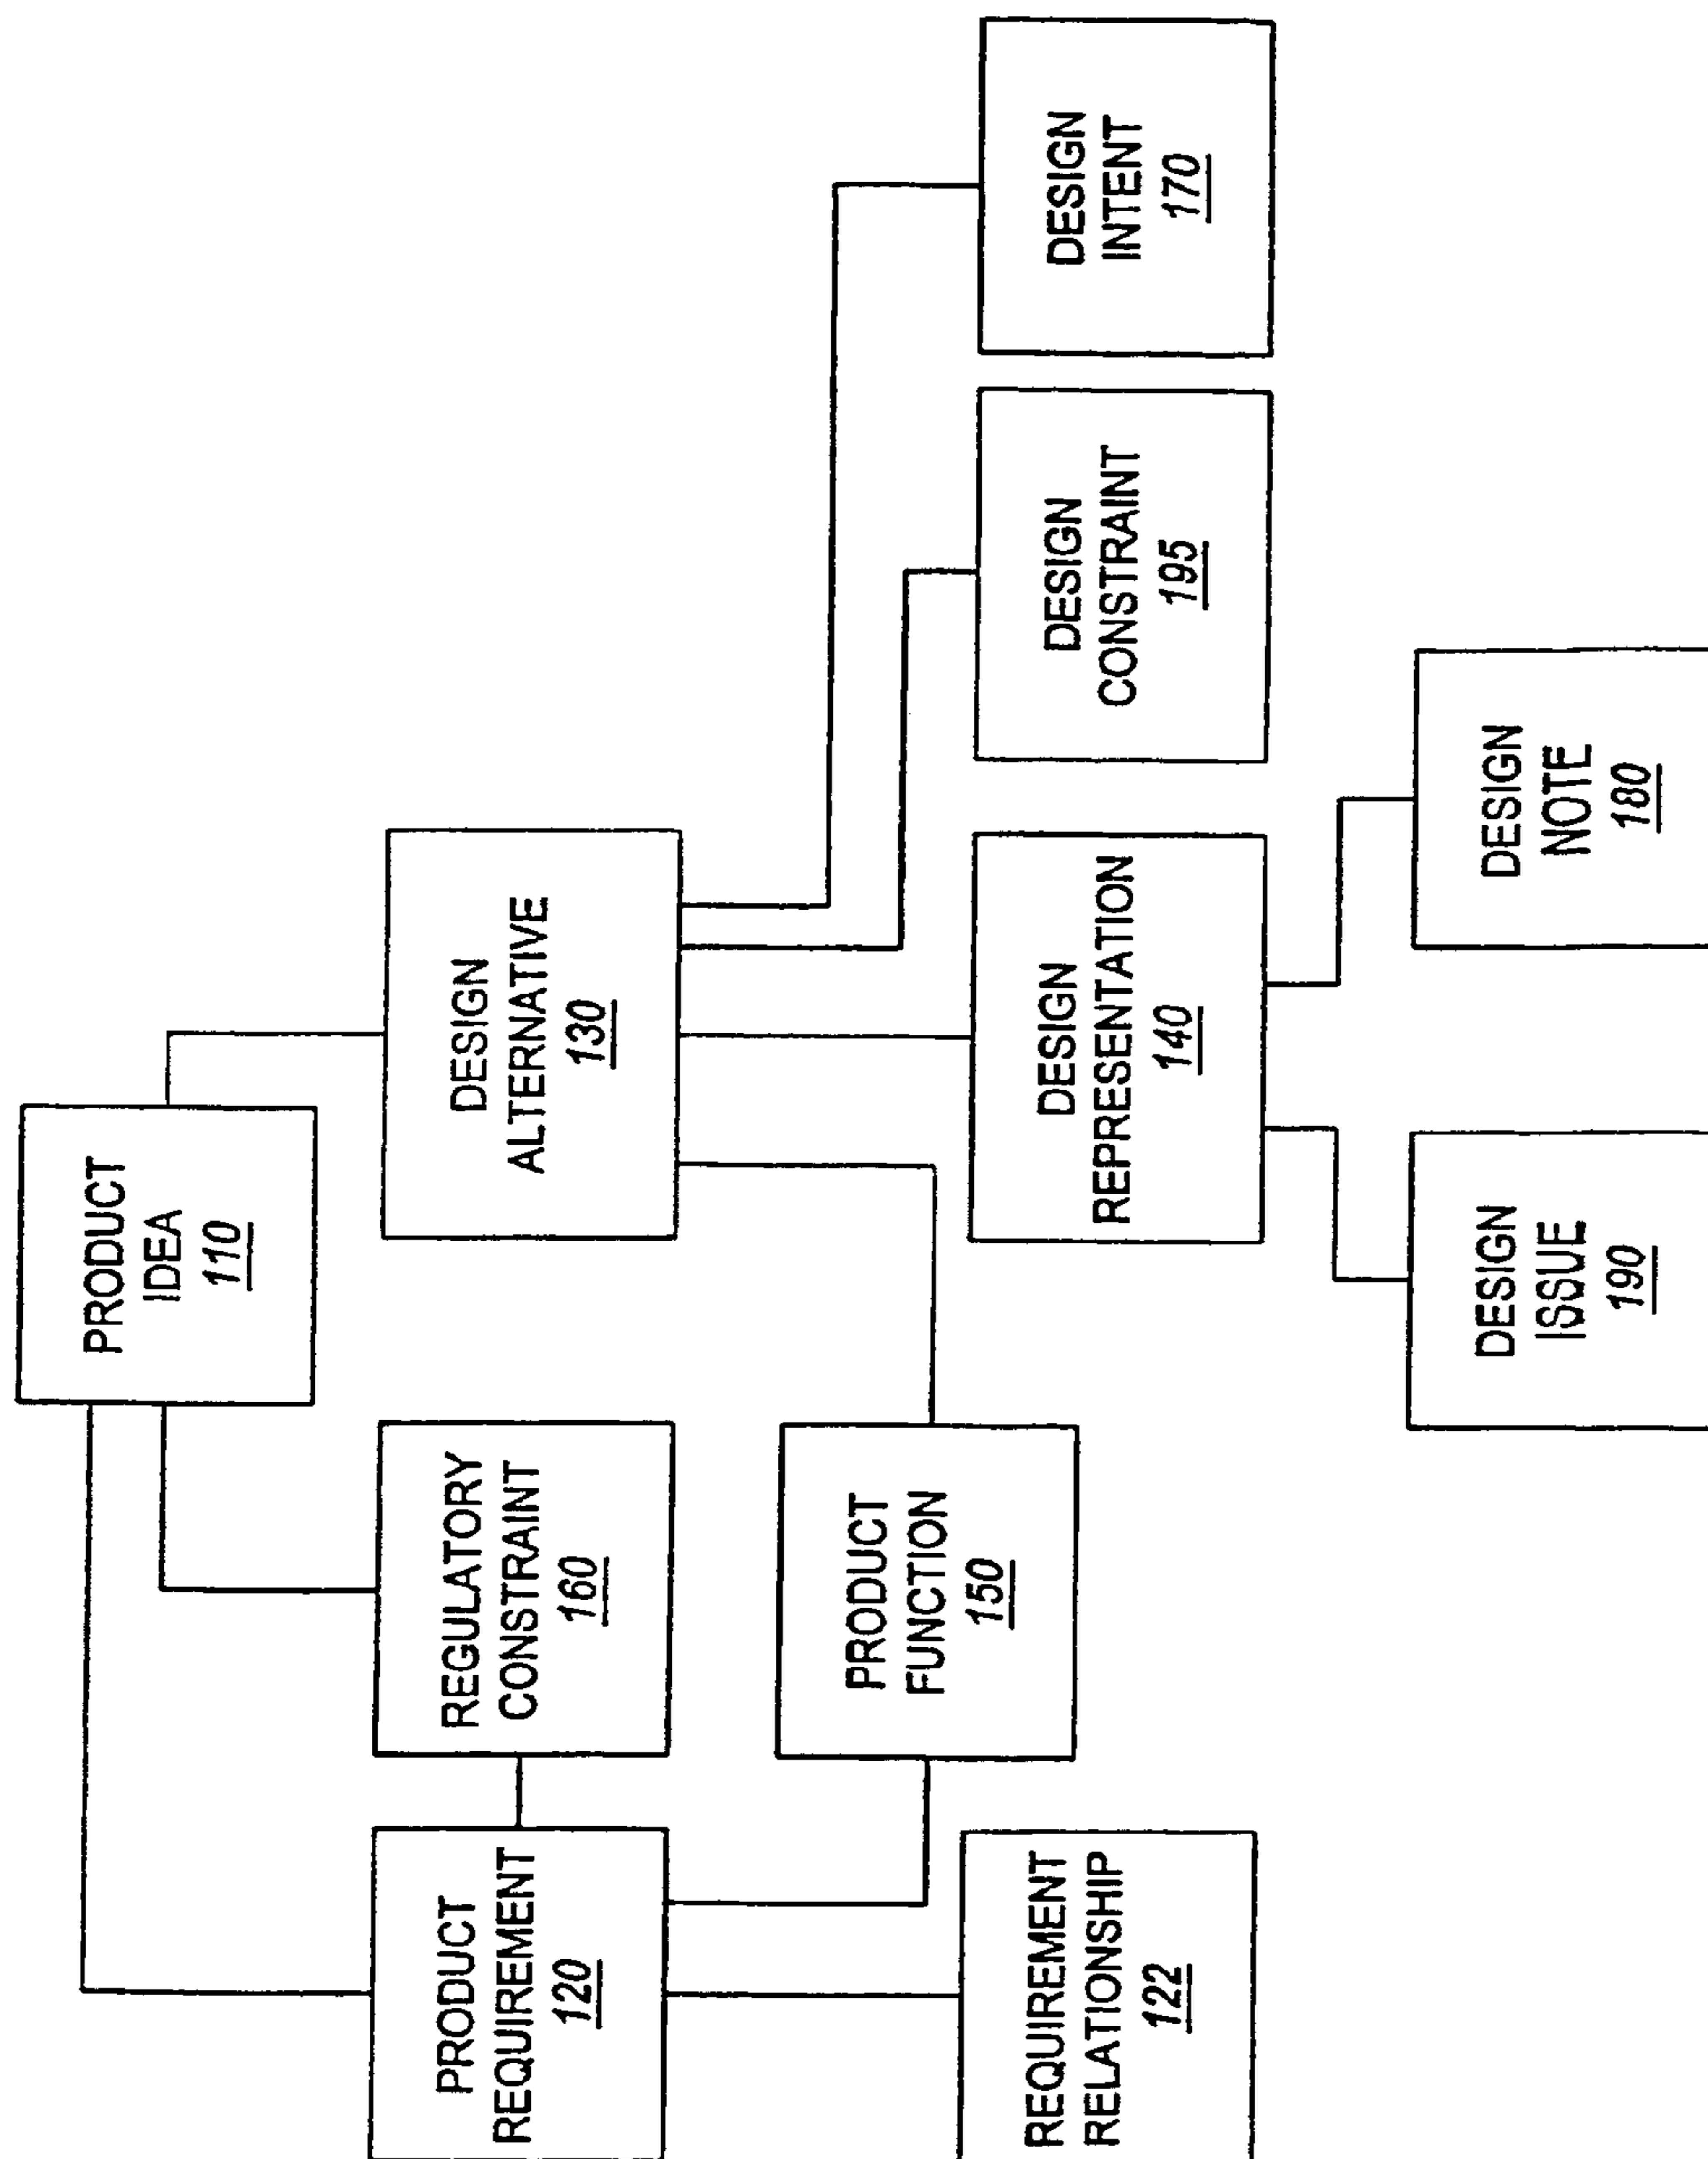 PRODUCT
IDEA
110
PRODUCT
REQUIREMENT
120
REGULATORY
CONSTRAINT
160
DESIGN
ALTERNATIVE
130
PRODUCT
FUNCTION
150
REQUIREMENT
RELATIONSHIP
122
DESIGN
REPRESENTATION
140
DESIGN
CONSTRAINT
195
DESIGN
INTENT
170
DESIGN
ISSUE
190
DESIGN
NOTE
180